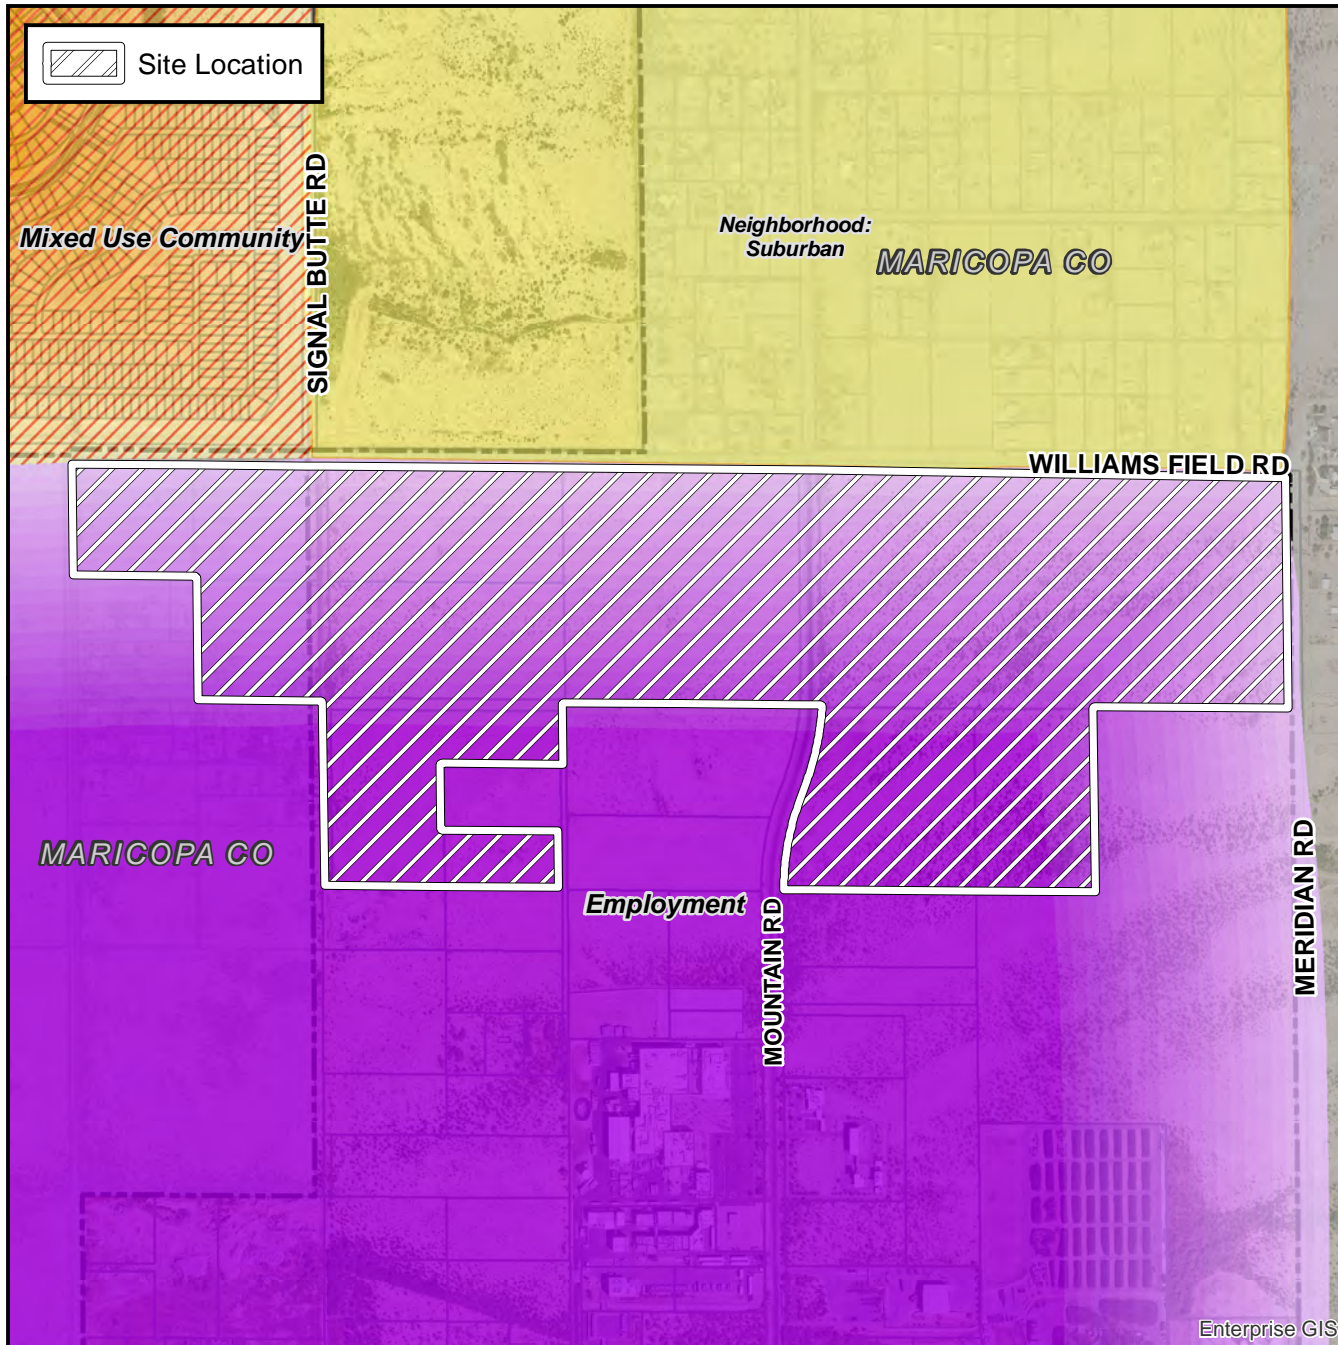 Site Location
SIGNAL BUTTE RD
Mixed Use Community
Neighborhood:
Suburban
MARICOPA CO
WILLIAMS FIELD RD
MARICOPA CO
Employment
MOUNTAIN RD
MERIDIAN RD
Enterprise GIS